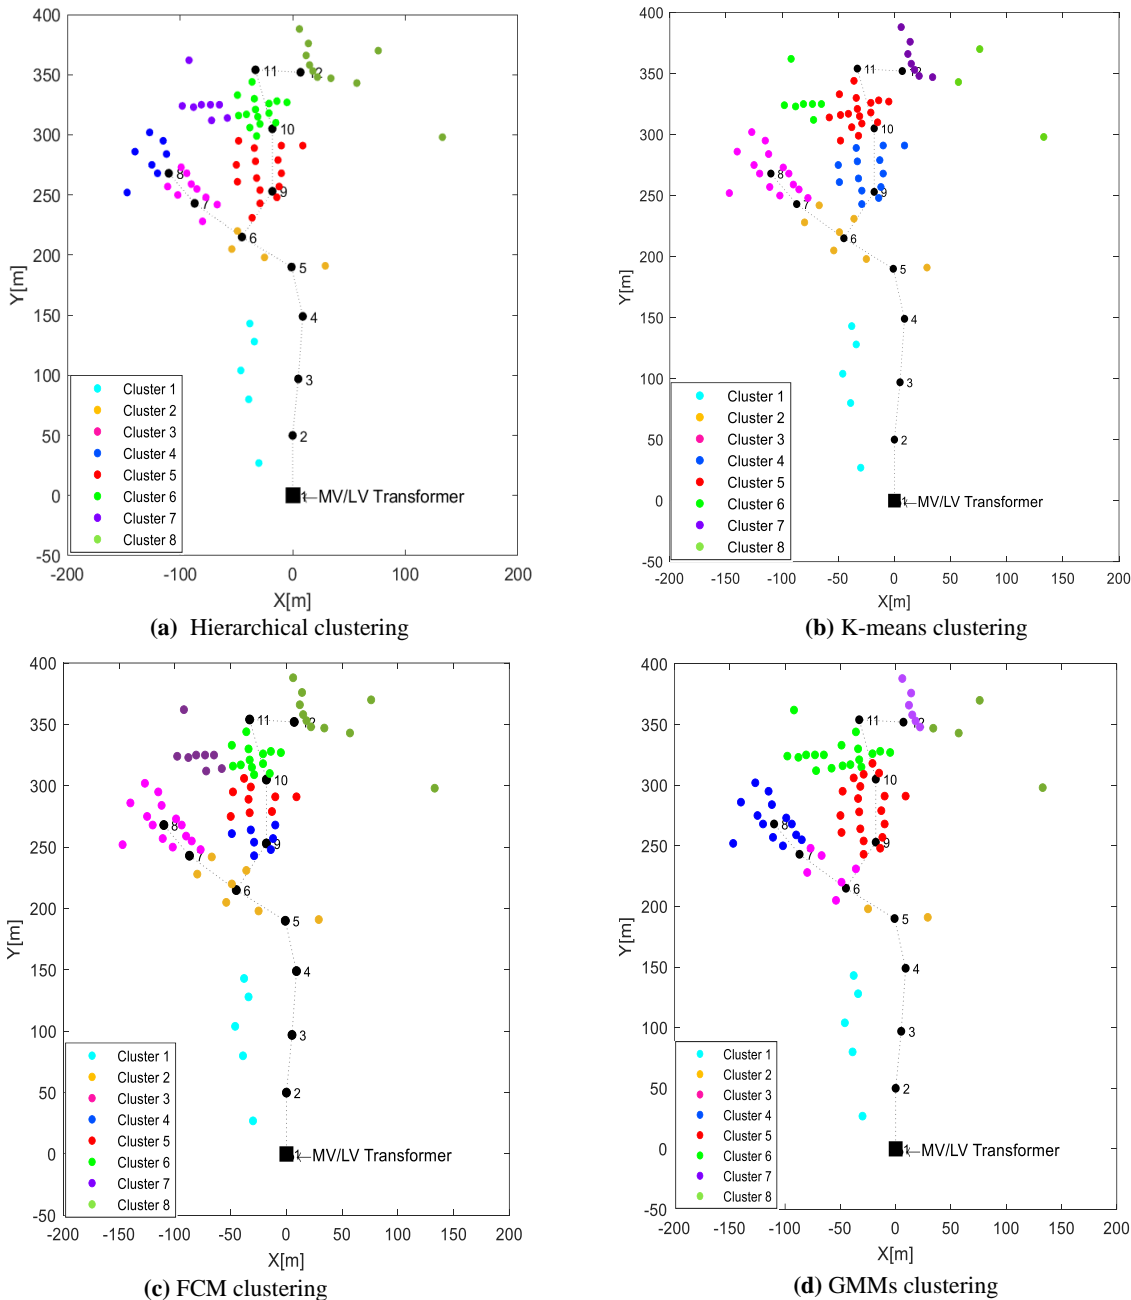 400
350
300
250
200
150
100
50
0
-50
-200 -100 0 100 200
Y[m]
X[m]
11 12
10
9
8
7
6
5
4
3
2
1 ←MV/LV Transformer
Cluster 1
Cluster 2
Cluster 3
Cluster 4
Cluster 5
Cluster 6
Cluster 7
Cluster 8
(a) Hierarchical clustering
400
350
300
250
200
150
100
50
0
-50
-200 -150 -100 -50 0 50 100 150 200
Y[m]
X[m]
11 12
10
9
8
7
6
5
4
3
2
1 ←MV/LV Transformer
Cluster 1
Cluster 2
Cluster 3
Cluster 4
Cluster 5
Cluster 6
Cluster 7
Cluster 8
(b) K-means clustering
400
350
300
250
200
150
100
50
0
-50
-200 -150 -100 -50 0 50 100 150 200
Y[m]
X[m]
11 12
10
9
8
7
6
5
4
3
2
1 ←MV/LV Transformer
Cluster 1
Cluster 2
Cluster 3
Cluster 4
Cluster 5
Cluster 6
Cluster 7
Cluster 8
(c) FCM clustering
400
350
300
250
200
150
100
50
0
-50
-200 -150 -100 -50 0 50 100 150 200
Y[m]
X[m]
11 12
10
9
8
7
6
5
4
3
2
1 ←MV/LV Transformer
Cluster 1
Cluster 2
Cluster 3
Cluster 4
Cluster 5
Cluster 6
Cluster 7
Cluster 8
(d) GMMs clustering